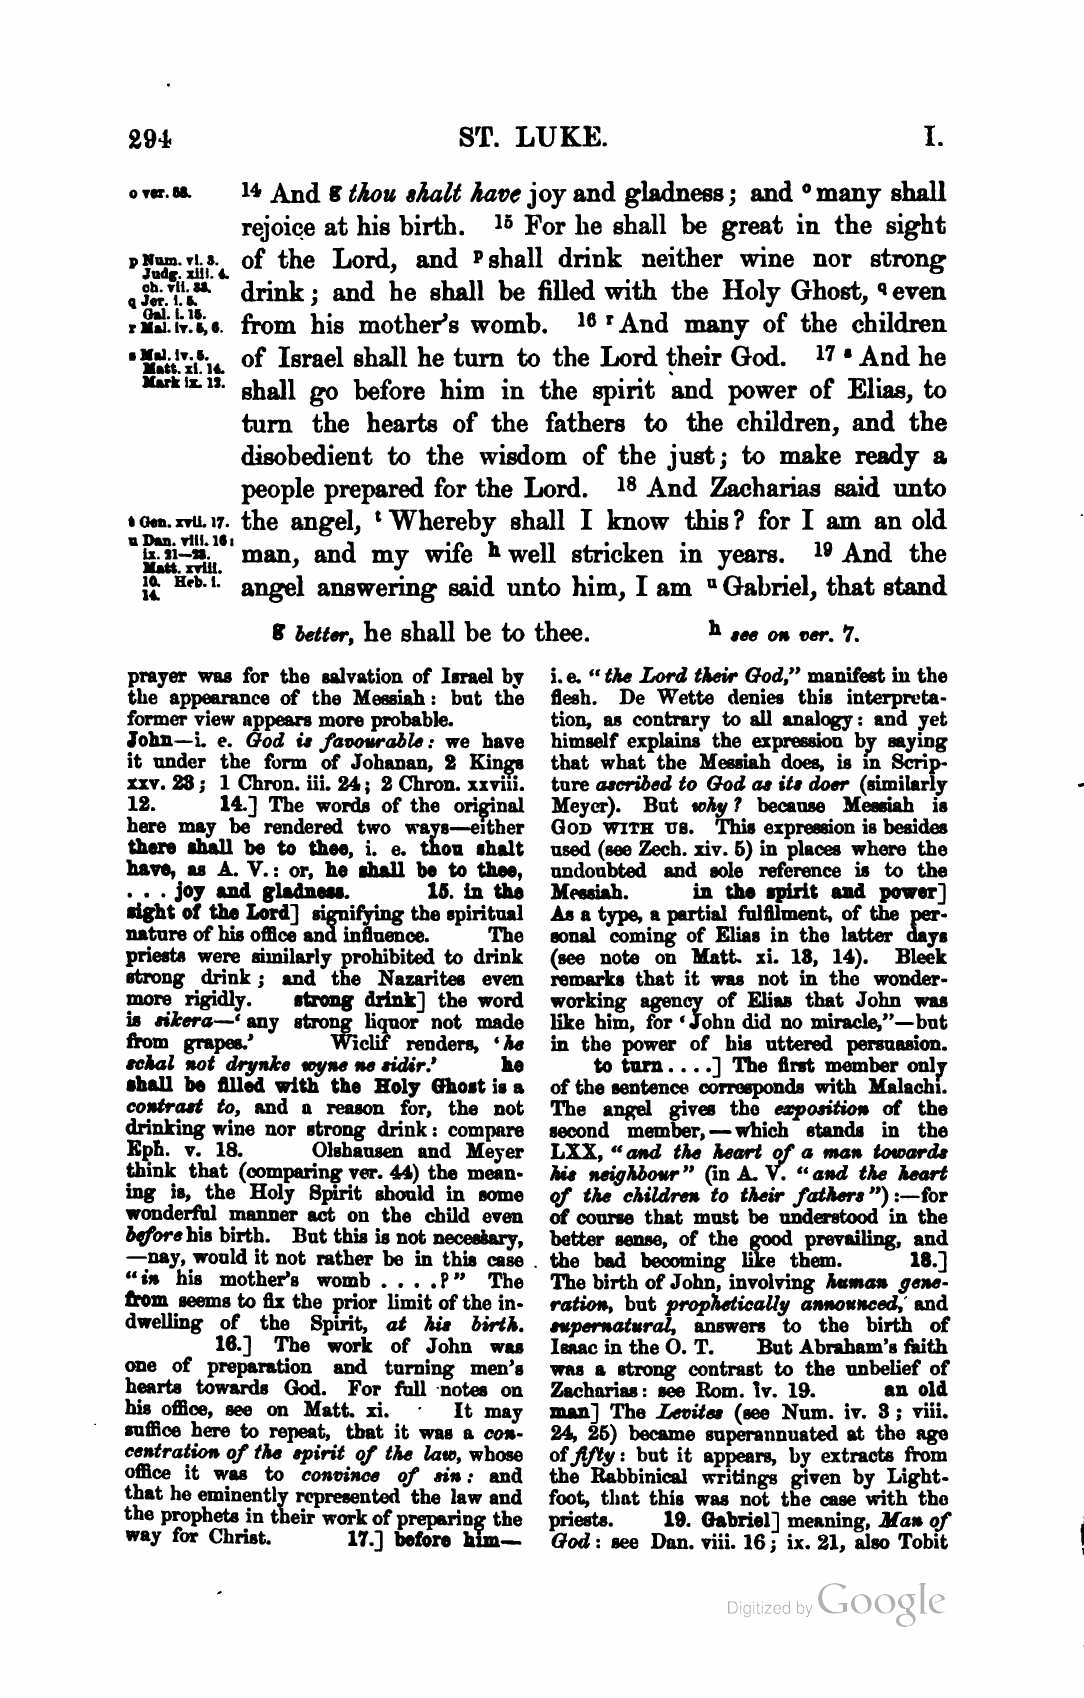 294 ST. LUKE. I.
o ver. 58.
p Num. vi. 3.
Judg. xiii. 4.
ch. vii. 33.
q Jer. i. 5.
Gal. i. 15.
r Mal. iv. 5, 6.
s Mal. iv. 5.
Matt. xi. 14.
Mark ix. 12.
t Gen. xvii. 17.
u Dan. viii. 16:
ix. 21—23.
Matt. xviii.
10. Heb. i.
14.
14 And g thou shalt have joy and gladness; and o many shall
rejoice at his birth. 15 For he shall be great in the sight
of the Lord, and p shall drink neither wine nor strong
drink; and he shall be filled with the Holy Ghost, q even
from his mother's womb. 16 r And many of the children
of Israel shall he turn to the Lord their God. 17 s And he
shall go before him in the spirit and power of Elias, to
turn the hearts of the fathers to the children, and the
disobedient to the wisdom of the just; to make ready a
people prepared for the Lord. 18 And Zacharias said unto
the angel, t Whereby shall I know this? for I am an old
man, and my wife h well stricken in years. 19 And the
angel answering said unto him, I am u Gabriel, that stand
g better, he shall be to thee. h see on ver. 7.
prayer was for the salvation of Israel by
the appearance of the Messiah: but the
former view appears more probable.
John—i. e. God is favourable: we have
it under the form of Johanan, 2 Kings
xxv. 23; 1 Chron. iii. 24; 2 Chron. xxviii.
12. 14.] The words of the original
here may be rendered two ways—either
there shall be to thee, i. e. thou shalt
have, as A. V.: or, he shall be to thee,
. . . joy and gladness. 15. in the
sight of the Lord] signifying the spiritual
nature of his office and influence. The
priests were similarly prohibited to drink
strong drink; and the Nazarites even
more rigidly. strong drink] the word
is sikera—‘any strong liquor not made
from grapes.’ Wiclif renders, ‘he
schal not drynke wyne ne sidir.’ he
shall be filled with the Holy Ghost is a
contrast to, and a reason for, the not
drinking wine nor strong drink: compare
Eph. v. 18. Olshausen and Meyer
think that (comparing ver. 44) the mean-
ing is, the Holy Spirit should in some
wonderful manner act on the child even
before his birth. But this is not necessary,
—nay, would it not rather be in this case
“in his mother's womb . . . .?” The
from seems to fix the prior limit of the in-
dwelling of the Spirit, at his birth.
16.] The work of John was
one of preparation and turning men's
hearts towards God. For full notes on
his office, see on Matt. xi. It may
suffice here to repeat, that it was a con-
centration of the spirit of the law, whose
office it was to convince of sin: and
that he eminently represented the law and
the prophets in their work of preparing the
way for Christ. 17.] before him—
i. e. “the Lord their God,” manifest in the
flesh. De Wette denies this interpreta-
tion, as contrary to all analogy: and yet
himself explains the expression by saying
that what the Messiah does, is in Scrip-
ture ascribed to God as its doer (similarly
Meyer). But why? because Messiah is
GOD WITH US. This expression is besides
used (see Zech. xiv. 5) in places where the
undoubted and sole reference is to the
Messiah. in the spirit and power]
As a type, a partial fulfilment, of the per-
sonal coming of Elias in the latter days
(see note on Matt. xi. 13, 14). Bleek
remarks that it was not in the wonder-
working agency of Elias that John was
like him, for ‘John did no miracle,”—but
in the power of his uttered persuasion.
to turn . . . .] The first member only
of the sentence corresponds with Malachi.
The angel gives the exposition of the
second member,—which stands in the
LXX, “and the heart of a man towards
his neighbour” (in A. V. “and the heart
of the children to their fathers”):—for
of course that must be understood in the
better sense, of the good prevailing, and
the bad becoming like them. 18.]
The birth of John, involving human gene-
ration, but prophetically announced, and
supernatural, answers to the birth of
Isaac in the O. T. But Abraham's faith
was a strong contrast to the unbelief of
Zacharias: see Rom. iv. 19. an old
man] The Levites (see Num. iv. 3; viii.
24, 25) became superannuated at the age
of fifty: but it appears, by extracts from
the Rabbinical writings given by Light-
foot, that this was not the case with the
priests. 19. Gabriel] meaning, Man of
God: see Dan. viii. 16; ix. 21, also Tobit
Digitized by Google